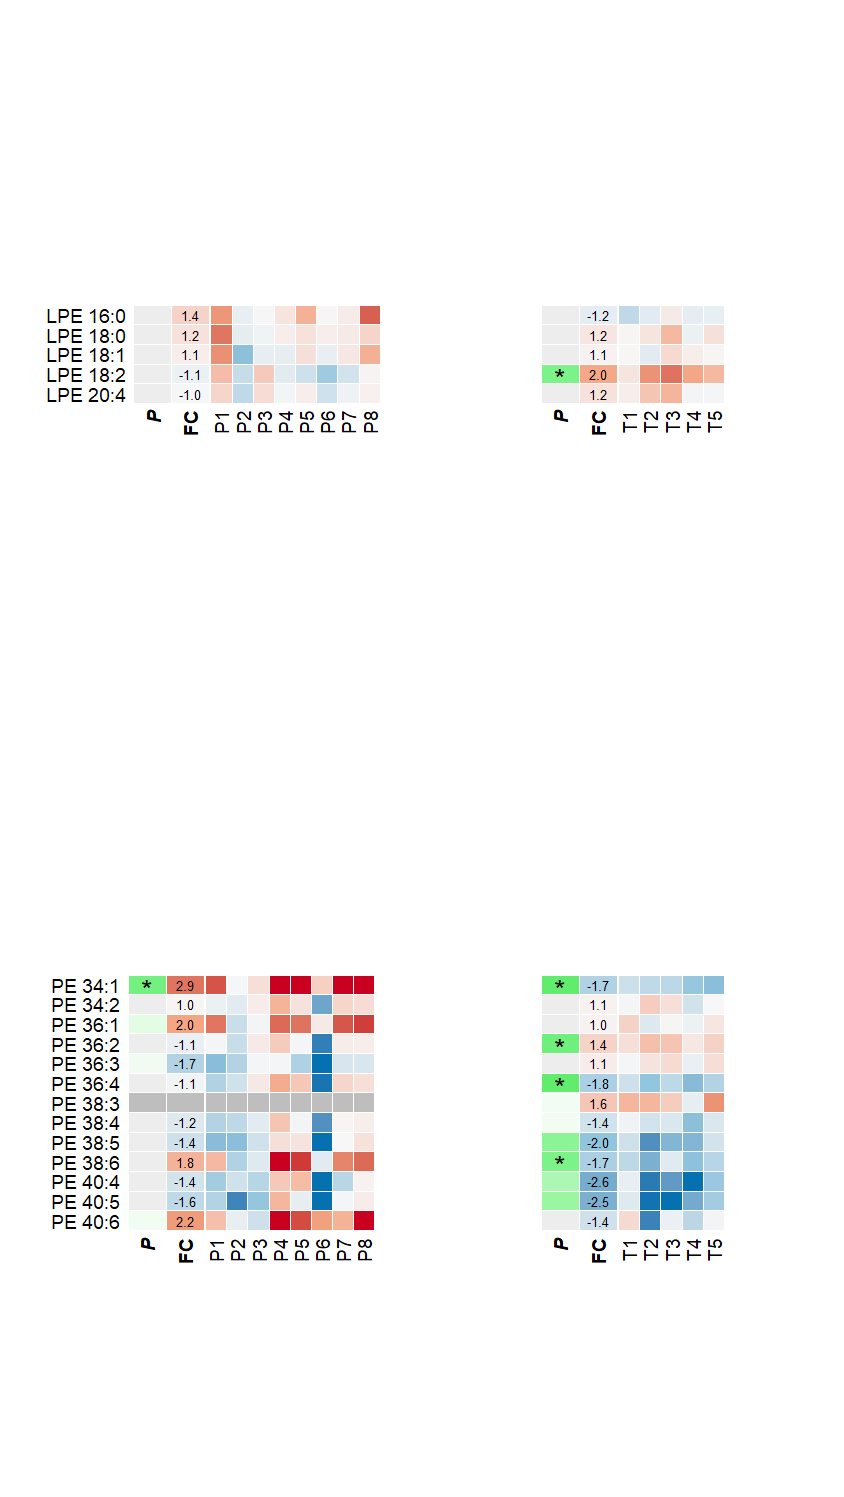 LPE 16:0 1.4 -1.2
LPE 18:0 1.2 1.2
LPE 18:1 1.1 1.1
LPE 18:2 -1.1 * 2.0
LPE 20:4 -1.0 1.2
P FC P1 P2 P3 P4 P5 P6 P7 P8 P FC T1 T2 T3 T4 T5
PE 34:1 * 2.9 * -1.7
PE 34:2 1.0 1.1
PE 36:1 2.0 1.0
PE 36:2 -1.1 * 1.4
PE 36:3 -1.7 1.1
PE 36:4 -1.1 * -1.8
PE 38:3 1.6
PE 38:4 -1.2 -1.4
PE 38:5 -1.4 -2.0
PE 38:6 1.8 * -1.7
PE 40:4 -1.4 -2.6
PE 40:5 -1.6 -2.5
PE 40:6 2.2 -1.4
P FC P1 P2 P3 P4 P5 P6 P7 P8 P FC T1 T2 T3 T4 T5